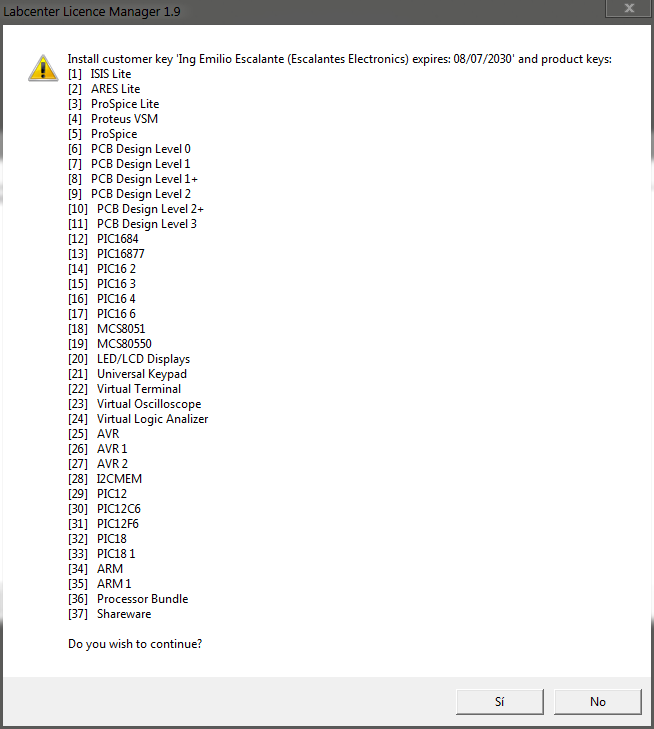 Labcenter Licence Manager 1.9
Install customer key 'Ing Emilio Escalante (Escalantes Electronics) expires: 08/07/2030' and product keys:
[1] ISIS Lite
[2] ARES Lite
[3] ProSpice Lite
[4] Proteus VSM
[5] ProSpice
[6] PCB Design Level 0
[7] PCB Design Level 1
[8] PCB Design Level 1+
[9] PCB Design Level 2
[10] PCB Design Level 2+
[11] PCB Design Level 3
[12] PIC1684
[13] PIC16877
[14] PIC16 2
[15] PIC16 3
[16] PIC16 4
[17] PIC16 6
[18] MCS8051
[19] MCS80550
[20] LED/LCD Displays
[21] Universal Keypad
[22] Virtual Terminal
[23] Virtual Oscilloscope
[24] Virtual Logic Analizer
[25] AVR
[26] AVR 1
[27] AVR 2
[28] I2CMEM
[29] PIC12
[30] PIC12C6
[31] PIC12F6
[32] PIC18
[33] PIC18 1
[34] ARM
[35] ARM 1
[36] Processor Bundle
[37] Shareware
Do you wish to continue?
Sí
No